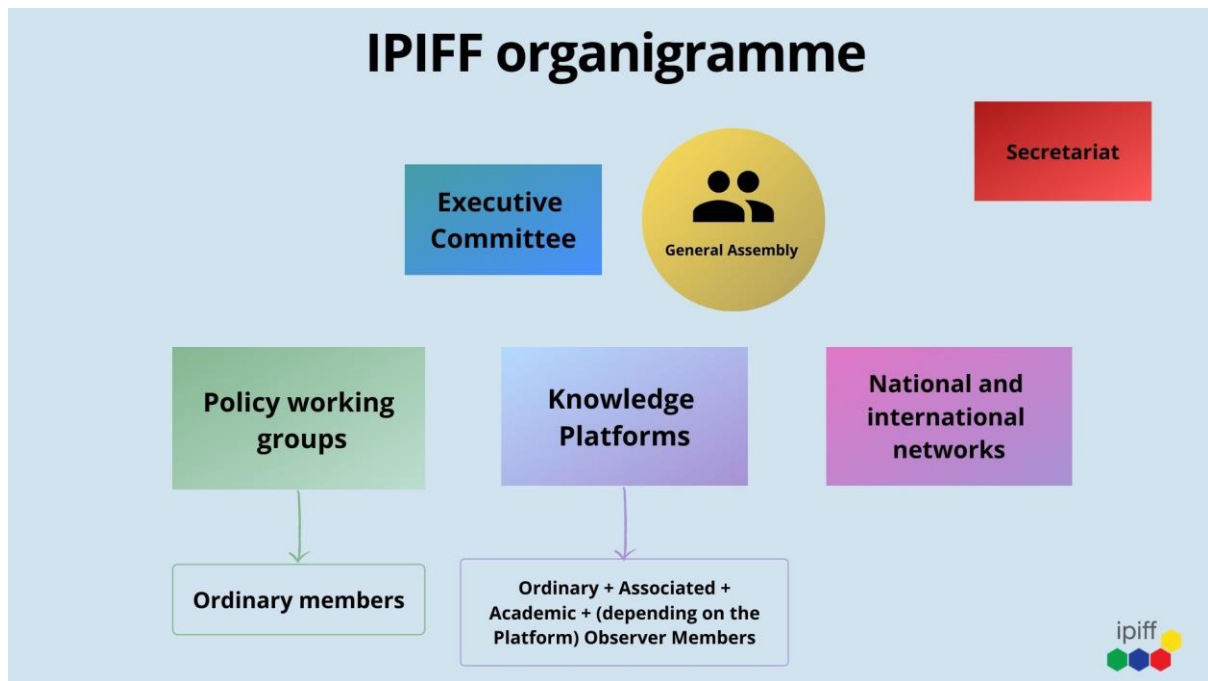 IPIFF organigramme
Secretariat
Executive
Committee
General Assembly
Policy working
groups
Knowledge
Platforms
National and
international
networks
Ordinary members
Ordinary + Associated +
Academic + (depending on the
Platform) Observer Members
ipiff